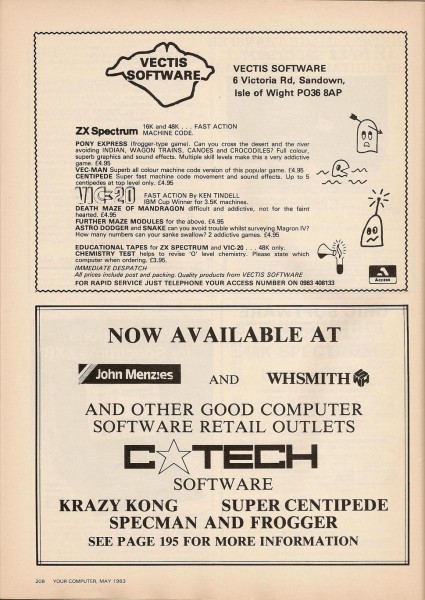 VECTIS
SOFTWARE
VECTIS SOFTWARE
6 Victoria Rd, Sandown,
Isle of Wight PO36 8AP
ZX Spectrum 16K and 48K . . . FAST ACTION
MACHINE CODE.
PONY EXPRESS (frogger-type game). Can you cross the desert and the river
avoiding INDIAN, WAGON TRAINS, CANOES and CROCODILES? Full colour,
superb graphics and sound effects. Multiple skill levels make this a very addictive
game. £4.95
VEC-MAN Superb all colour machine code version of this popular game. £4.95
CENTIPEDE Super fast machine code movement and sound effects. Up to 5
centipedes at top level only. £4.95
VIC-20 FAST ACTION By KEN TINDELL
IBM Cup Winner for 3.5K machines.
DEATH MAZE OF MANDRAGON difficult and addictive, not for the faint
hearted. £4.95
FURTHER MAZE MODULES for the above. £4.95
ASTRO DODGER and SNAKE can you avoid trouble whilst surveying Magron IV?
How many numbers can your sanke swallow? 2 addictive games. £4.95
EDUCATIONAL TAPES for ZX SPECTRUM and VIC-20 . . . 48K only.
CHEMISTRY TEST helps to revise 'O' level chemistry. Please state which
computer when ordering. £3.95.
IMMEDIATE DESPATCH
All prices include post and packing. Quality products from VECTIS SOFTWARE
FOR RAPID SERVICE JUST TELEPHONE YOUR ACCESS NUMBER ON 0983 406133
Access
NOW AVAILABLE AT
John Menzies AND WHSMITH
AND OTHER GOOD COMPUTER
SOFTWARE RETAIL OUTLETS
C☆TECH
SOFTWARE
KRAZY KONG SUPER CENTIPEDE
SPECMAN AND FROGGER
SEE PAGE 195 FOR MORE INFORMATION
208 YOUR COMPUTER, MAY 1983